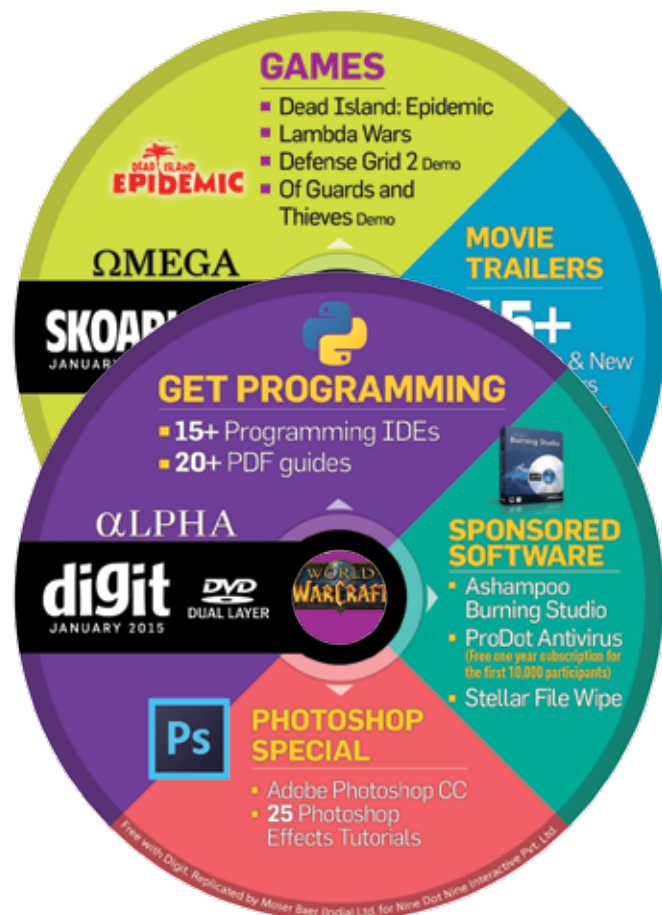 GAMES
Dead Island: Epidemic
Lambda Wars
Defense Grid 2 Demo
Of Guards and
Thieves Demo
DEAD ISLAND
EPIDEMIC
ΩMEGA
JANUARY
MOVIE
TRAILERS
15+
& New
GET PROGRAMMING
15+ Programming IDEs
20+ PDF guides
Burning Studio
αLPHA
digit
JANUARY 2015
DVD
DUAL LAYER
WORLD
WARCRAFT
SPONSORED
SOFTWARE
Ashampoo
Burning Studio
ProDot Antivirus
(Free one year subscription for
the first 10,000 participants)
Stellar File Wipe
Ps
PHOTOSHOP
SPECIAL
Adobe Photoshop CC
25 Photoshop
Effects Tutorials
Free with Digit. Replicated by Moser Baer (India) Ltd. for Nine Dot Nine Interactive Pvt. Ltd.